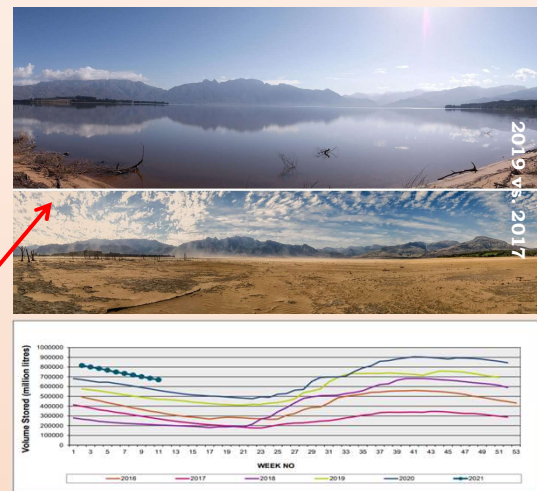 2019 vs. 2017
Volume Stored (million litres)
1000000
900000
800000
700000
600000
500000
400000
300000
200000
100000
0
1 3 5 7 9 11 13 15 17 19 21 23 25 27 29 31 33 35 37 39 41 43 45 47 49 51 53
WEEK NO
2016 2017 2018 2019 2020 2021